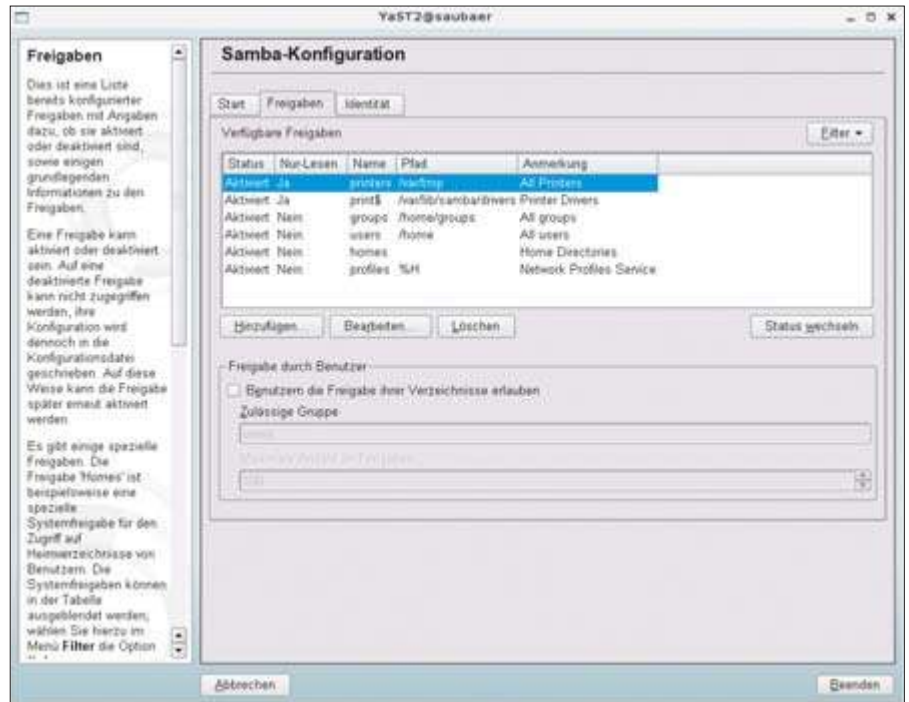 YaST2@saubaer
Freigaben
Dies ist eine Liste
bereits konfigurierter
Freigaben mit Angaben
dazu, ob sie aktiviert
oder deaktiviert sind,
sowie einigen
grundlegenden
Informationen zu den
Freigaben.
Eine Freigabe kann
aktiviert oder deaktiviert
sein. Auf eine
deaktivierte Freigabe
kann nicht zugegriffen
werden, ihre
Konfiguration wird
dennoch in die
Konfigurationsdatei
geschrieben. Auf diese
Weise kann die Freigabe
später erneut aktiviert
werden.
Es gibt einige spezielle
Freigaben. Die
Freigabe 'Homes' ist
beispielsweise eine
spezielle
Systemfreigabe für den
Zugriff auf
Heimverzeichnisse von
Benutzern. Die
Systemfreigaben können
in der Tabelle
ausgeblendet werden,
wählen Sie hierzu im
Menü Filter die Option
Samba-Konfiguration
Start Freigaben Identität
Verfügbare Freigaben
Filter
Status Nur-Lesen Name Pfad Anmerkung
Aktiviert Ja printers /var/tmp All Printers
Aktiviert Ja print$ /var/lib/samba/drivers Printer Drivers
Aktiviert Nein groups /home/groups All groups
Aktiviert Nein users /home All users
Aktiviert Nein homes Home Directories
Aktiviert Nein profiles %H Network Profiles Service
Hinzufügen... Bearbeiten... Löschen Status wechseln
Freigabe durch Benutzer
Benutzern die Freigabe ihrer Verzeichnisse erlauben
Zulässige Gruppe
Abbrechen Beenden